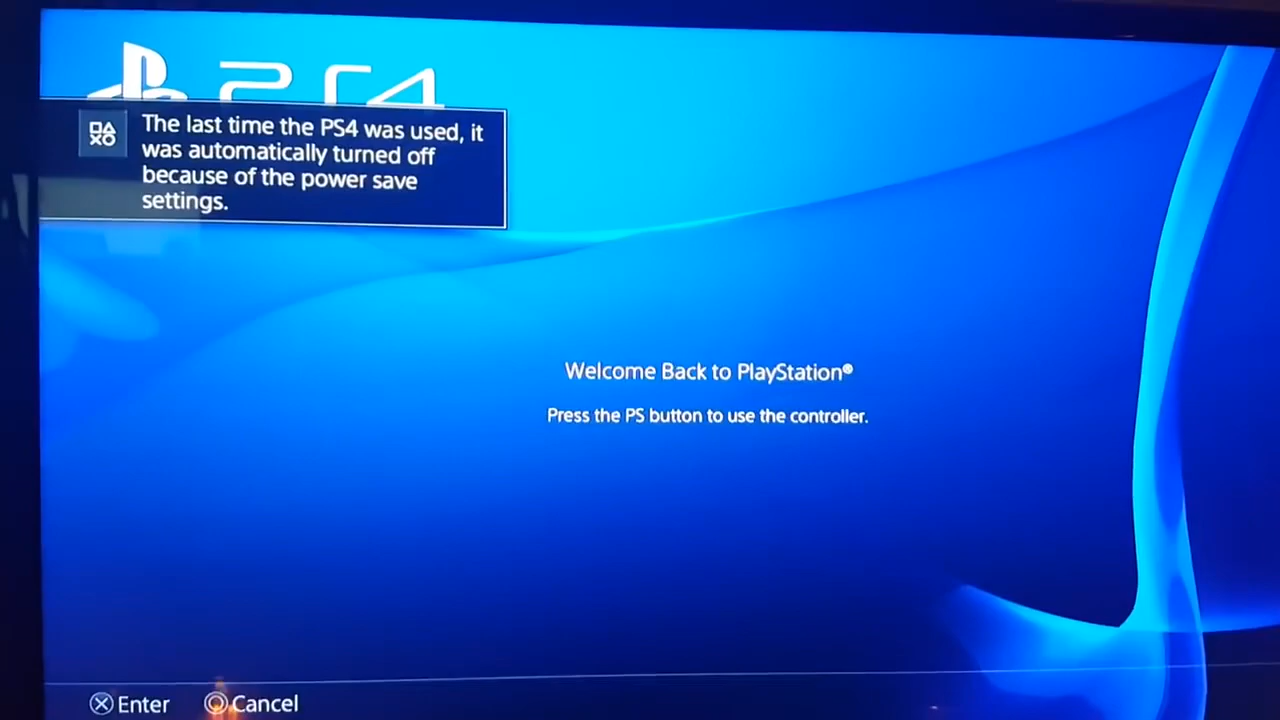 PS4
The last time the PS4 was used, it
was automatically turned off
because of the power save
settings.
Welcome Back to PlayStation®
Press the PS button to use the controller.
Enter Cancel